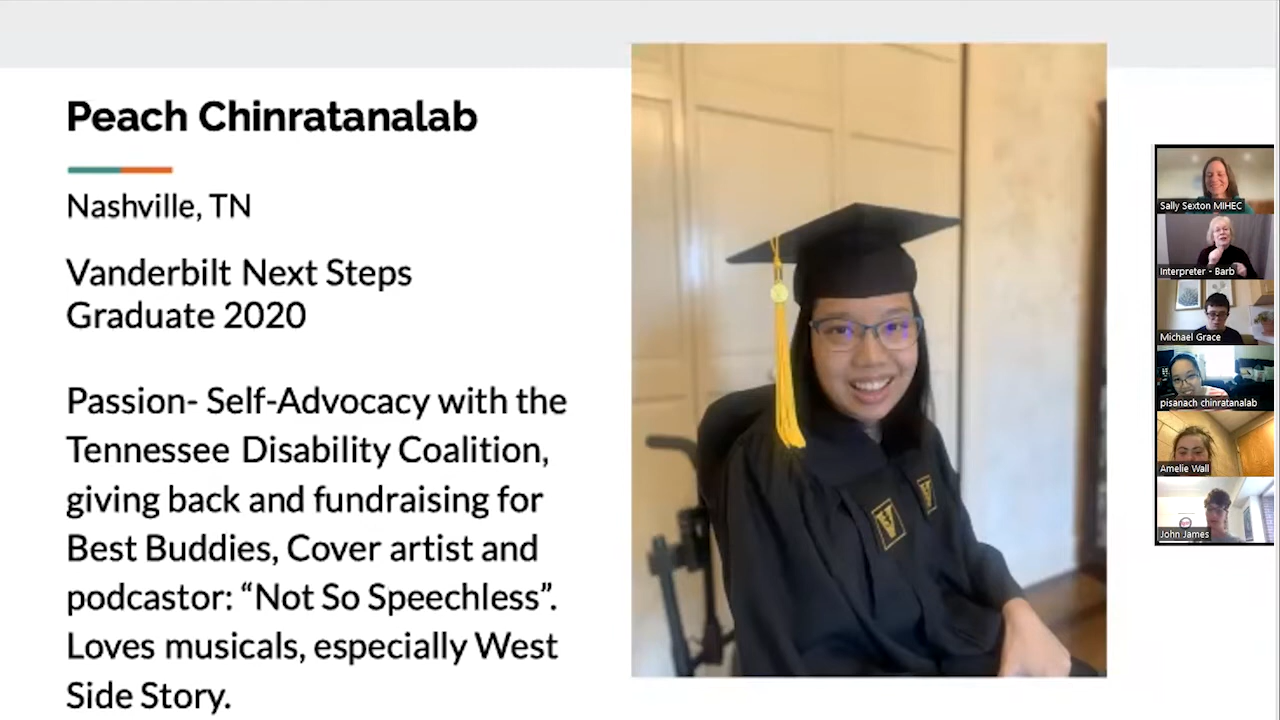 Peach Chinratanalab
Nashville, TN
Vanderbilt Next Steps
Graduate 2020
Passion- Self-Advocacy with the
Tennessee Disability Coalition,
giving back and fundraising for
Best Buddies, Cover artist and
podcastor: “Not So Speechless”.
Loves musicals, especially West
Side Story.
V
V
Sally Sexton MIHEC
Interpreter - Barb
Michael Grace
pisanach chinratanalab
Amelie Wall
John James